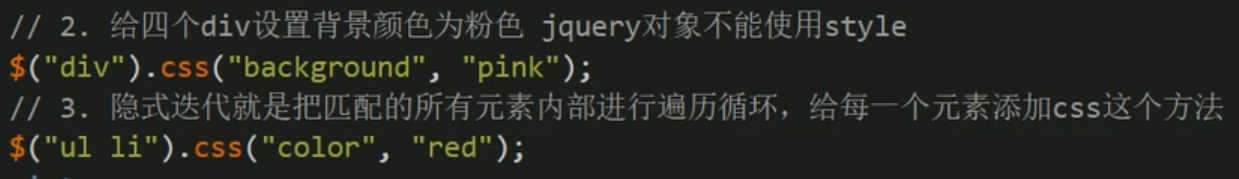 // 2. 给四个div设置背景颜色为粉色 jquery对象不能使用style
$("div").css("background", "pink");
// 3. 隐式迭代就是把匹配的所有元素内部进行遍历循环，给每一个元素添加css这个方法
$("ul li").css("color", "red");